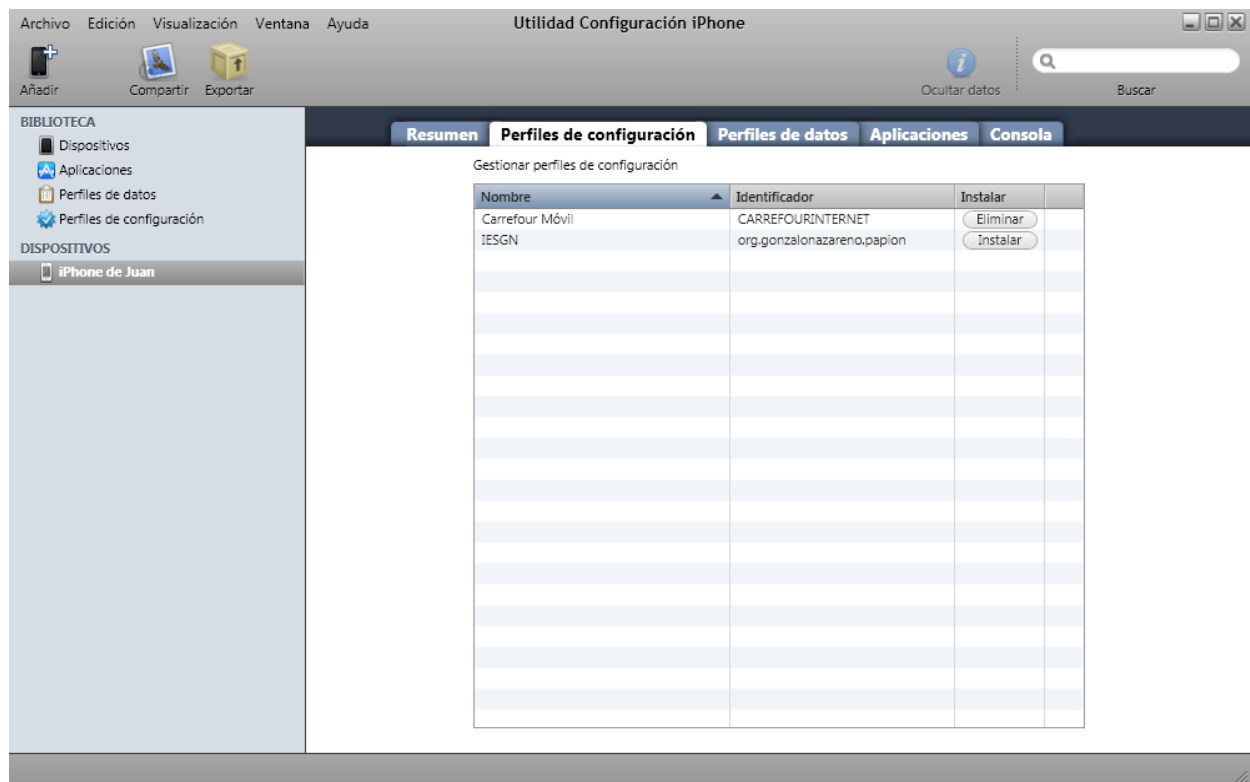 Archivo Edición Visualización Ventana Ayuda Utilidad Configuración iPhone
Añadir Compartir Exportar Ocultar datos Buscar
BIBLIOTECA
Dispositivos
Aplicaciones
Perfiles de datos
Perfiles de configuración
DISPOSITIVOS
iPhone de Juan
Resumen Perfiles de configuración Perfiles de datos Aplicaciones Consola
Gestionar perfiles de configuración
Nombre Identificador Instalar
Carrefour Móvil CARREFOURINTERNET Eliminar
IESGN org.gonzalonazareno.papion Instalar